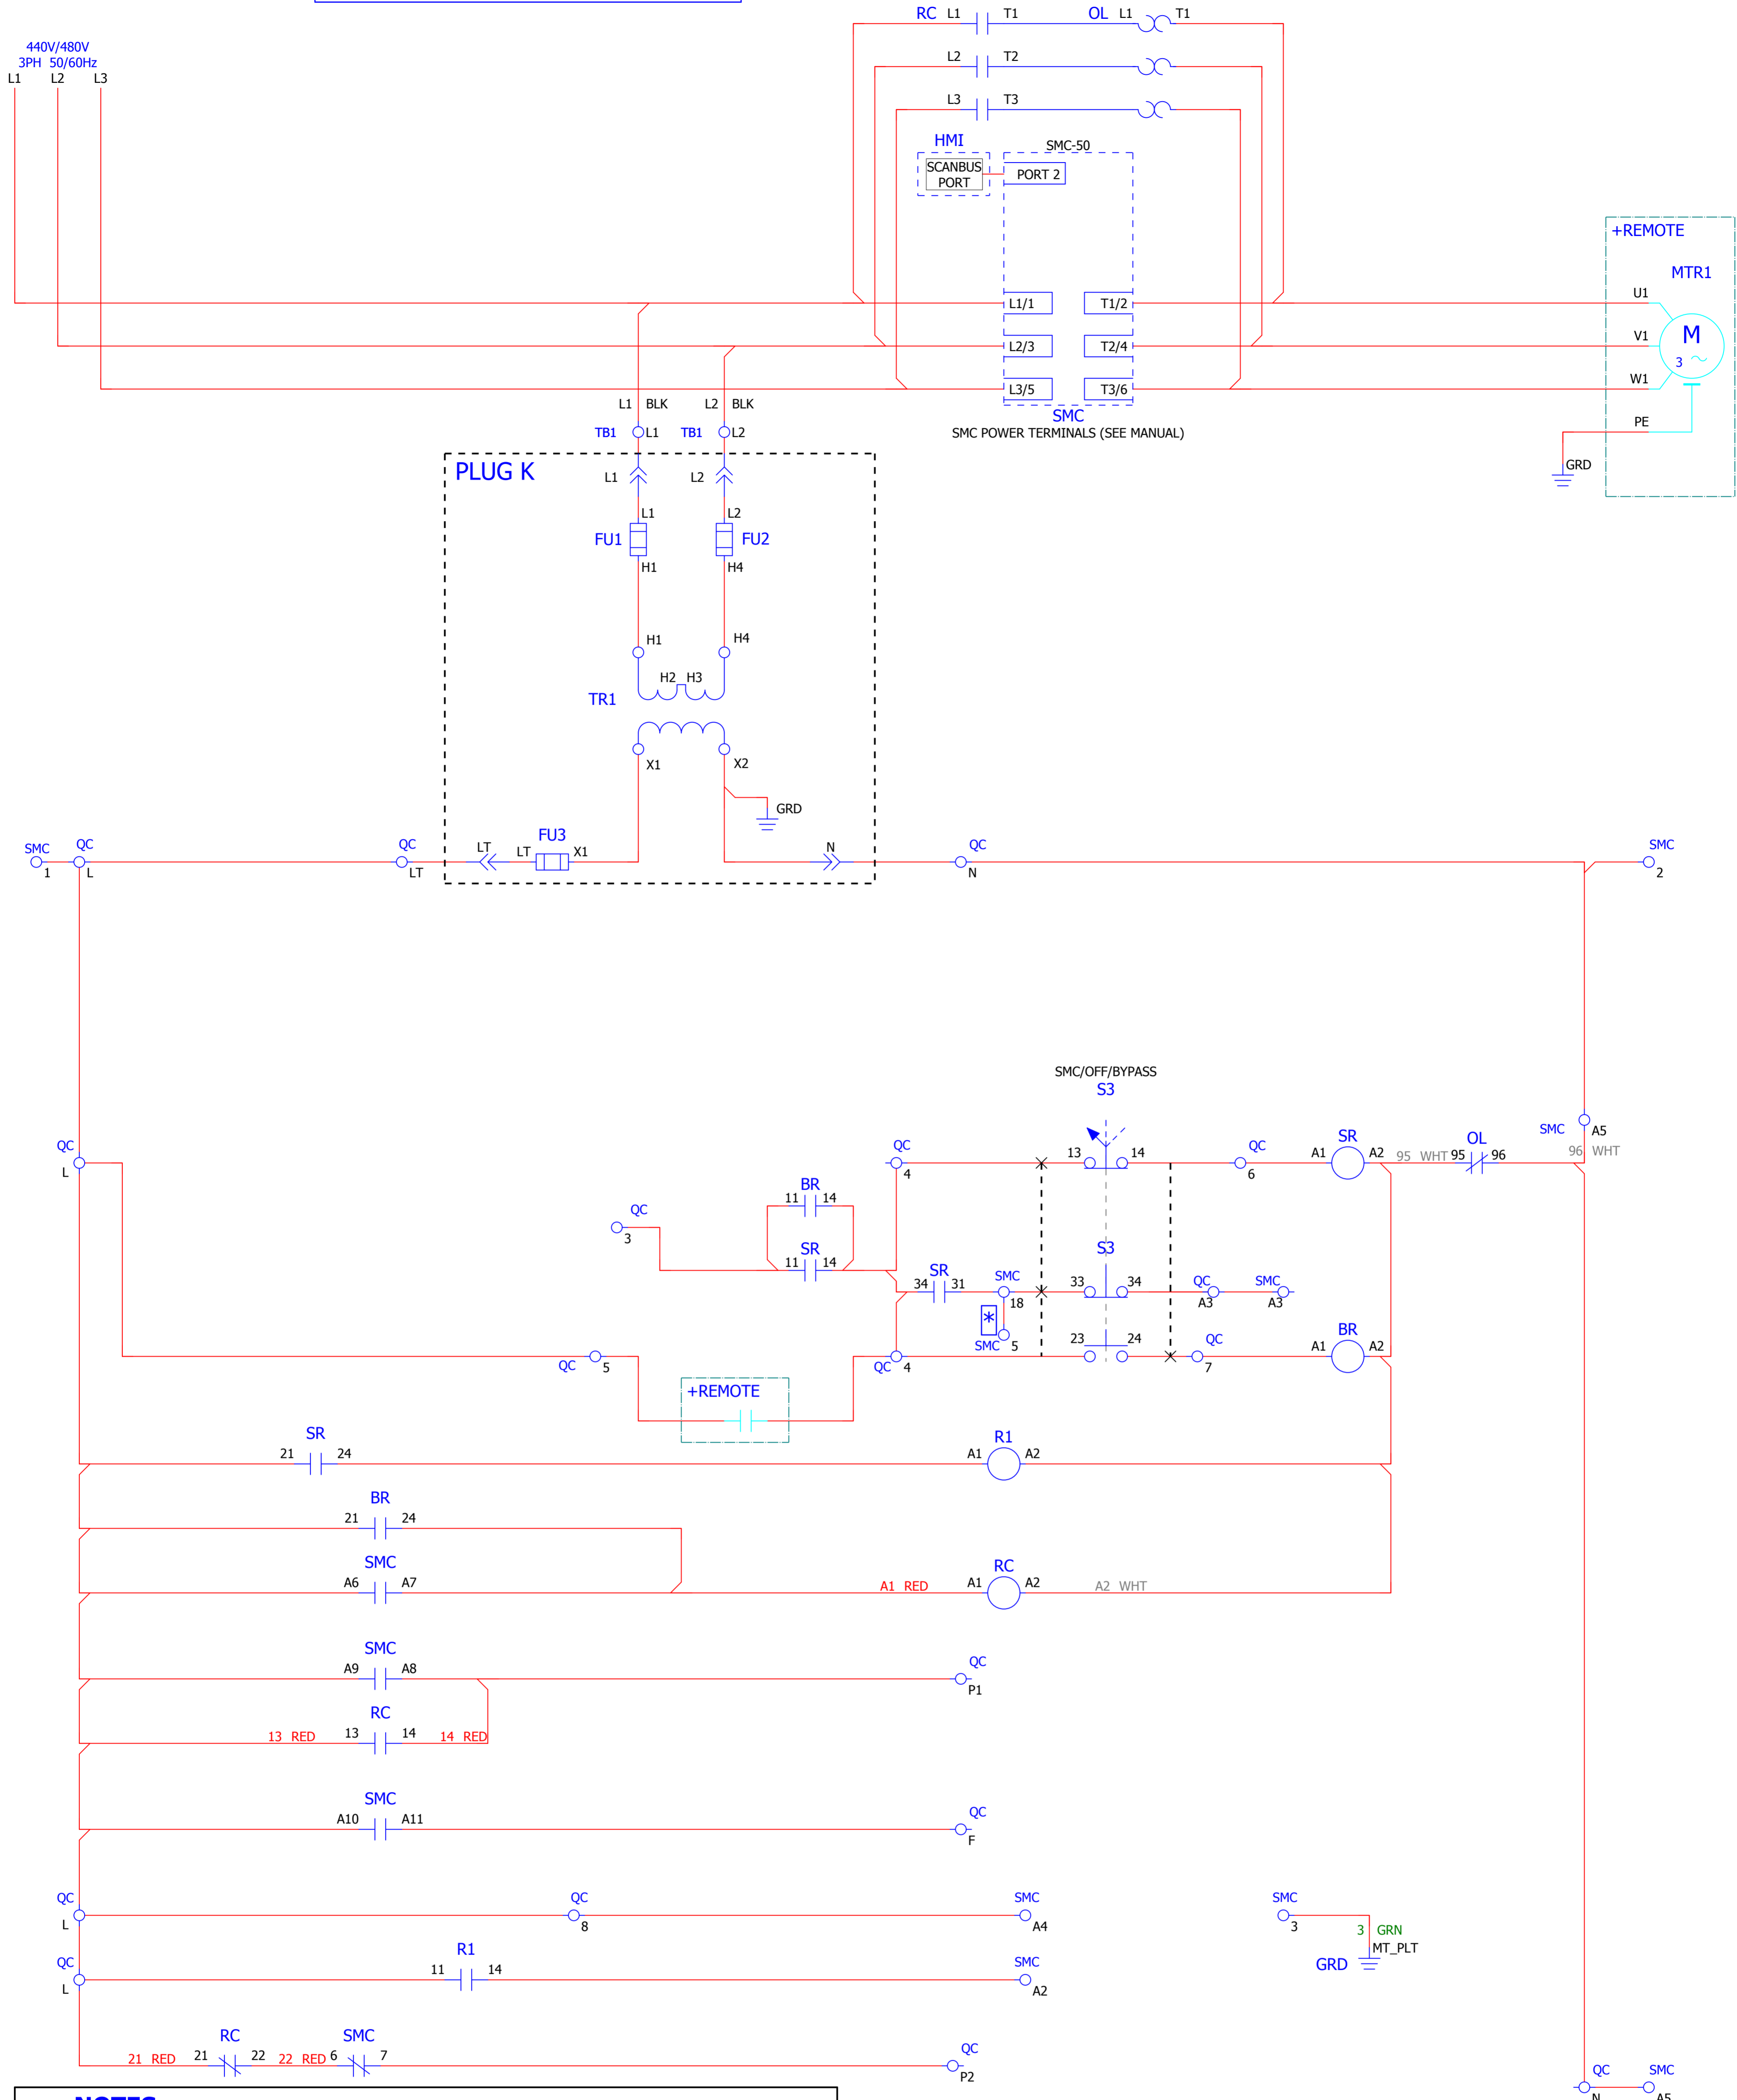 RC L1 T1 OL L1 T1
440V/480V
3PH 50/60Hz
L1 L2 L3
L2 T2
L3 T3
HMI
SMC-50
SCANBUS
PORT
PORT 2
+REMOTE
MTR1
L1/1 T1/2 U1
L2/3 T2/4 V1
M
3
L3/5 T3/6 W1
L1 BLK L2 BLK
SMC
SMC POWER TERMINALS (SEE MANUAL)
PE
GRD
TB1 L1 TB1 L2
PLUG K
L1 L2
L1 L2
FU1 FU2
H1 H4
H1 H4
H2 H3
TR1
X1 X2
GRD
SMC QC QC FU3 QC SMC
LT LT X1 N
1 L LT N 2
SMC/OFF/BYPASS
S3
SMC A5
QC QC 13 14 QC SR OL
A1 A2 95 WHT 95 96 96 WHT
L 4 6
BR
11 14
QC
3
SR S3
11 14
SR SMC QC SMC
34 31 33 34
18 A3 A3
*
SMC 5
23 24 QC BR
A1 A2
QC 5 QC 4 7
+REMOTE
SR R1
21 24 A1 A2
BR
21 24
SMC RC
A6 A7 A1 RED A1 A2 A2 WHT
SMC QC
A9 A8
P1
RC
13 RED 13 14 14 RED
SMC QC
A10 A11
F
QC QC SMC SMC
L 8 A4 3
3 GRN
MT_PLT
GRD
QC R1 SMC
11 14
L A2
RC SMC QC
21 RED 21 22 22 RED 6 7
P2
QC SMC
N A5
NOTES